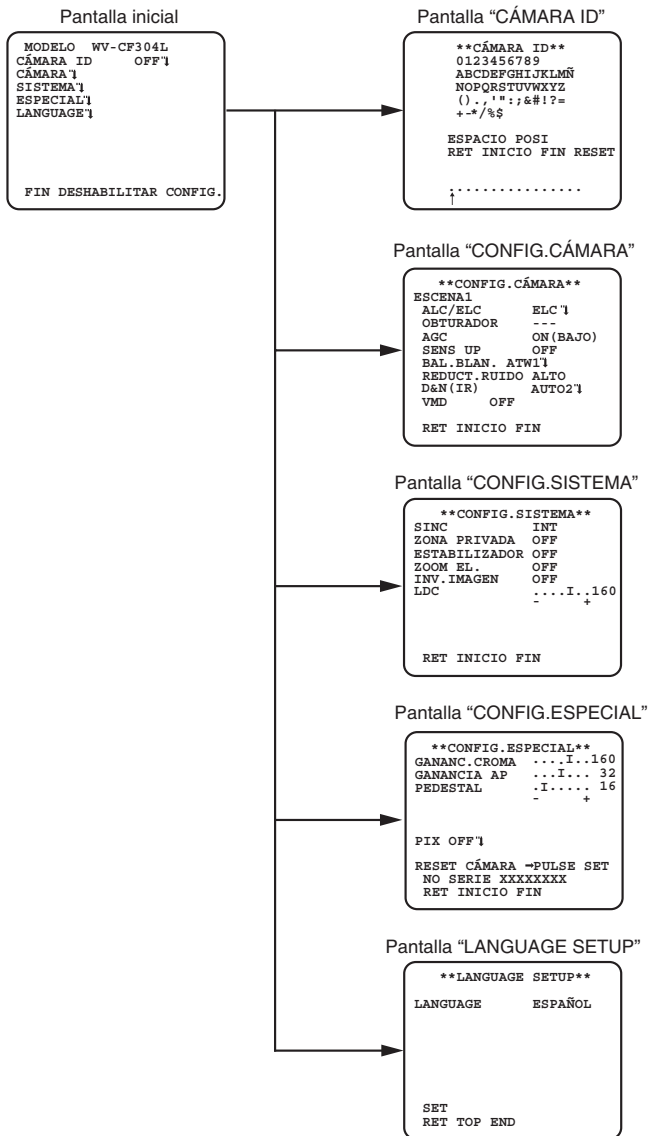 Pantalla inicial
MODELO WV-CF304L
CÁMARA ID OFF↵
CÁMARA↵
SISTEMA↵
ESPECIAL↵
LANGUAGE↵
FIN DESHABILITAR CONFIG.
Pantalla “CÁMARA ID”
**CÁMARA ID**
0123456789
ABCDEFGHIJKLMÑ
NOPQRSTUVWXYZ
().,'":;&#!?=
+-*/%$
ESPACIO POSI
RET INICIO FIN RESET
................
↑
Pantalla “CONFIG.CÁMARA”
**CONFIG.CÁMARA**
ESCENA1
ALC/ELC ELC↵
OBTURADOR ---
AGC ON(BAJO)
SENS UP OFF
BAL.BLAN. ATW1↵
REDUCT.RUIDO ALTO
D&N(IR) AUTO2↵
VMD OFF
RET INICIO FIN
Pantalla “CONFIG.SISTEMA”
**CONFIG.SISTEMA**
SINC INT
ZONA PRIVADA OFF
ESTABILIZADOR OFF
ZOOM EL. OFF
INV.IMAGEN OFF
LDC ....I..160
- +
RET INICIO FIN
Pantalla “CONFIG.ESPECIAL”
**CONFIG.ESPECIAL**
GANANC.CROMA ....I..160
GANANCIA AP ...I... 32
PEDESTAL .I..... 16
- +
PIX OFF↵
RESET CÁMARA →PULSE SET
NO SERIE XXXXXXXX
RET INICIO FIN
Pantalla “LANGUAGE SETUP”
**LANGUAGE SETUP**
LANGUAGE ESPAÑOL
SET
RET TOP END